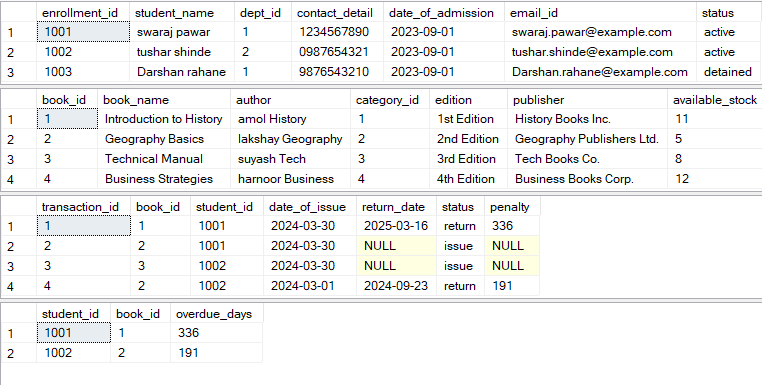 enrollment_id student_name dept_id contact_detail date_of_admission email_id status
1 1001 swaraj pawar 1 1234567890 2023-09-01 swaraj.pawar@example.com active
2 1002 tushar shinde 2 0987654321 2023-09-01 tushar.shinde@example.com active
3 1003 Darshan rahane 1 9876543210 2023-09-01 Darshan.rahane@example.com detained
book_id book_name author category_id edition publisher available_stock
1 1 Introduction to History amol History 1 1st Edition History Books Inc. 11
2 2 Geography Basics lakshay Geography 2 2nd Edition Geography Publishers Ltd. 5
3 3 Technical Manual suyash Tech 3 3rd Edition Tech Books Co. 8
4 4 Business Strategies harnoor Business 4 4th Edition Business Books Corp. 12
transaction_id book_id student_id date_of_issue return_date status penalty
1 1 1 1001 2024-03-30 2025-03-16 return 336
2 2 2 1001 2024-03-30 NULL issue NULL
3 3 3 1002 2024-03-30 NULL issue NULL
4 4 2 1002 2024-03-01 2024-09-23 return 191
student_id book_id overdue_days
1 1001 1 336
2 1002 2 191